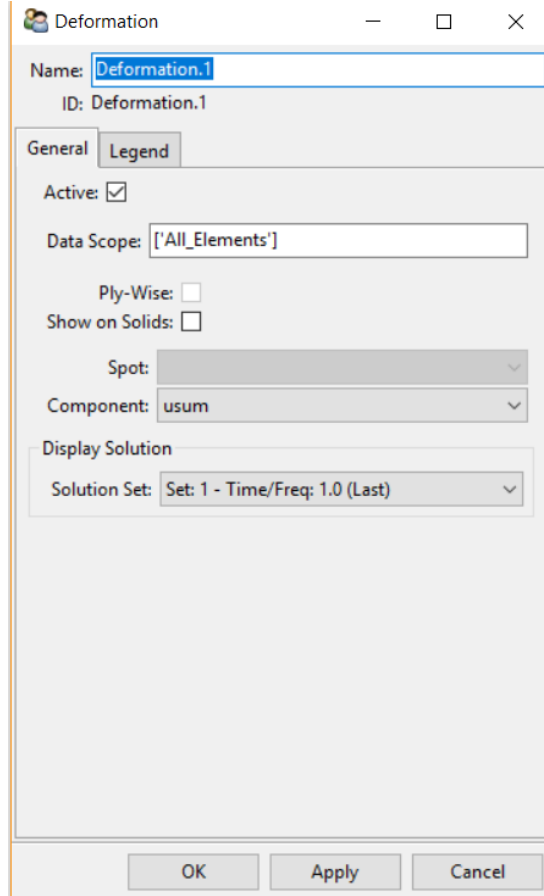 Deformation
Name: Deformation.1
ID: Deformation.1
General Legend
Active:
Data Scope: ['All_Elements']
Ply-Wise:
Show on Solids:
Spot:
Component: usum
Display Solution
Solution Set: Set: 1 - Time/Freq: 1.0 (Last)
OK Apply Cancel